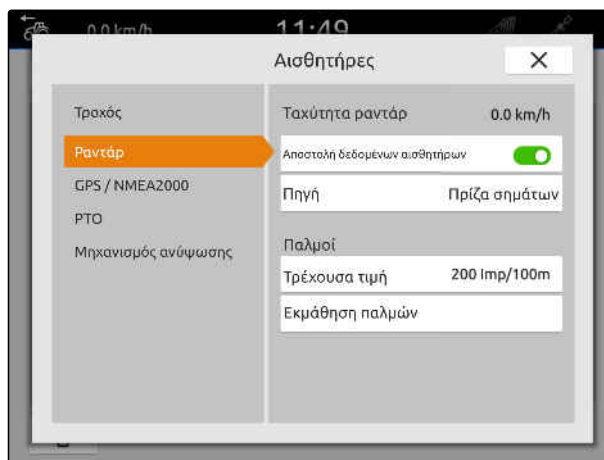 0.0 km/h 11:49
Αισθητήρες
Τροχός
Ραντάρ
GPS / NMEA2000
PTO
Μηχανισμός ανύψωσης
Ταχύτητα ραντάρ 0.0 km/h
Αποστολή δεδομένων αισθητήρων
Πηγή Πρίζα σημάτων
Παλμοί
Τρέχουσα τιμή 200 Imp/100m
Εκμάθηση παλμών